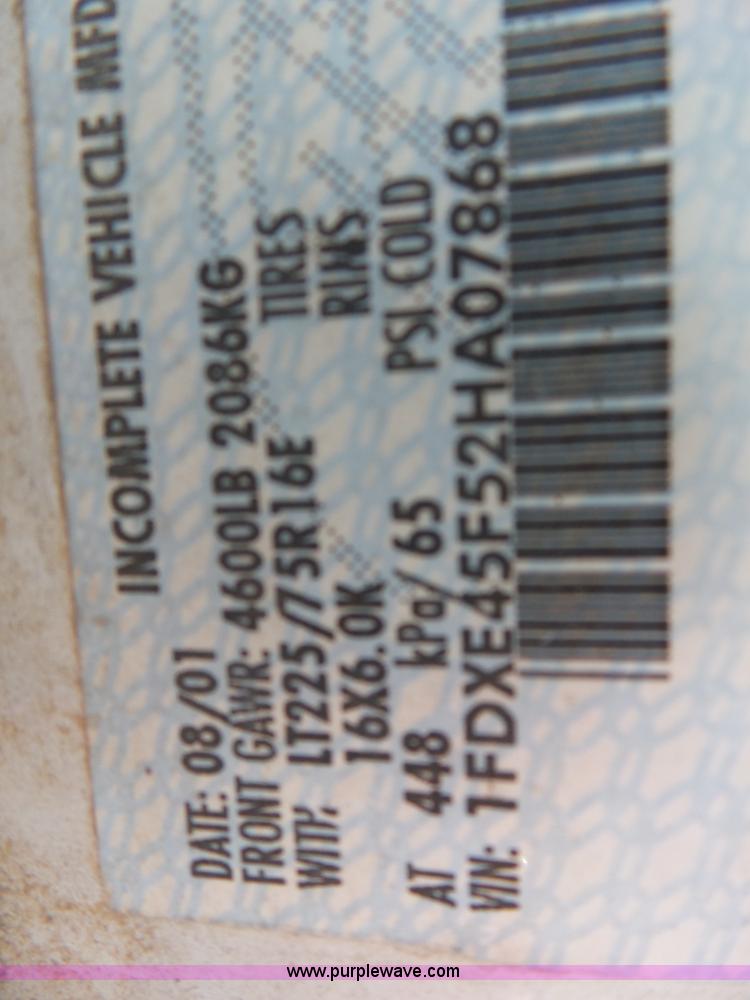 INCOMPLETE VEHICLE MFD
DATE: 08/01
FRONT GAWR: 4600LB 2086KG
WITH LT225/75R16E TIRES
16X6.0K RIMS
AT 448 kPa/65 PSI COLD
VIN: 1FDXE45F52HA07868
www.purplewave.com